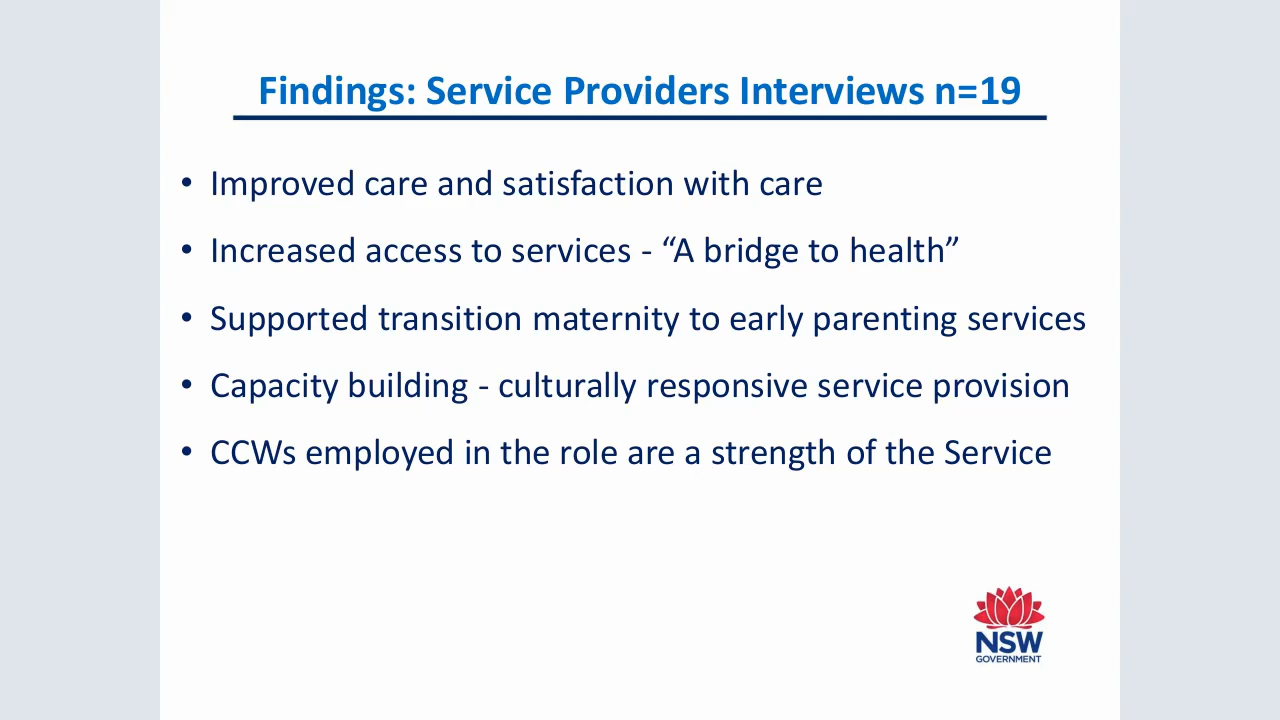 Findings: Service Providers Interviews n=19
• Improved care and satisfaction with care
• Increased access to services - “A bridge to health”
• Supported transition maternity to early parenting services
• Capacity building - culturally responsive service provision
• CCWs employed in the role are a strength of the Service
NSW
GOVERNMENT